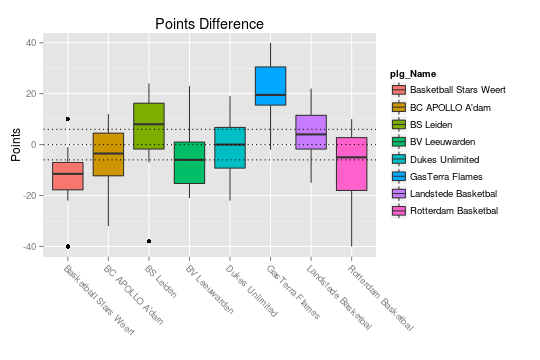 Points Difference
Points
40
20
0
-20
-40
Basketball Stars Weert
BC APOLLO A'dam
BS Leiden
BV Leeuwarden
Dukes Unlimited
GasTerra Flames
Landstede Basketbal
Rotterdam Basketbal
plg_Name
Basketball Stars Weert
BC APOLLO A'dam
BS Leiden
BV Leeuwarden
Dukes Unlimited
GasTerra Flames
Landstede Basketbal
Rotterdam Basketbal